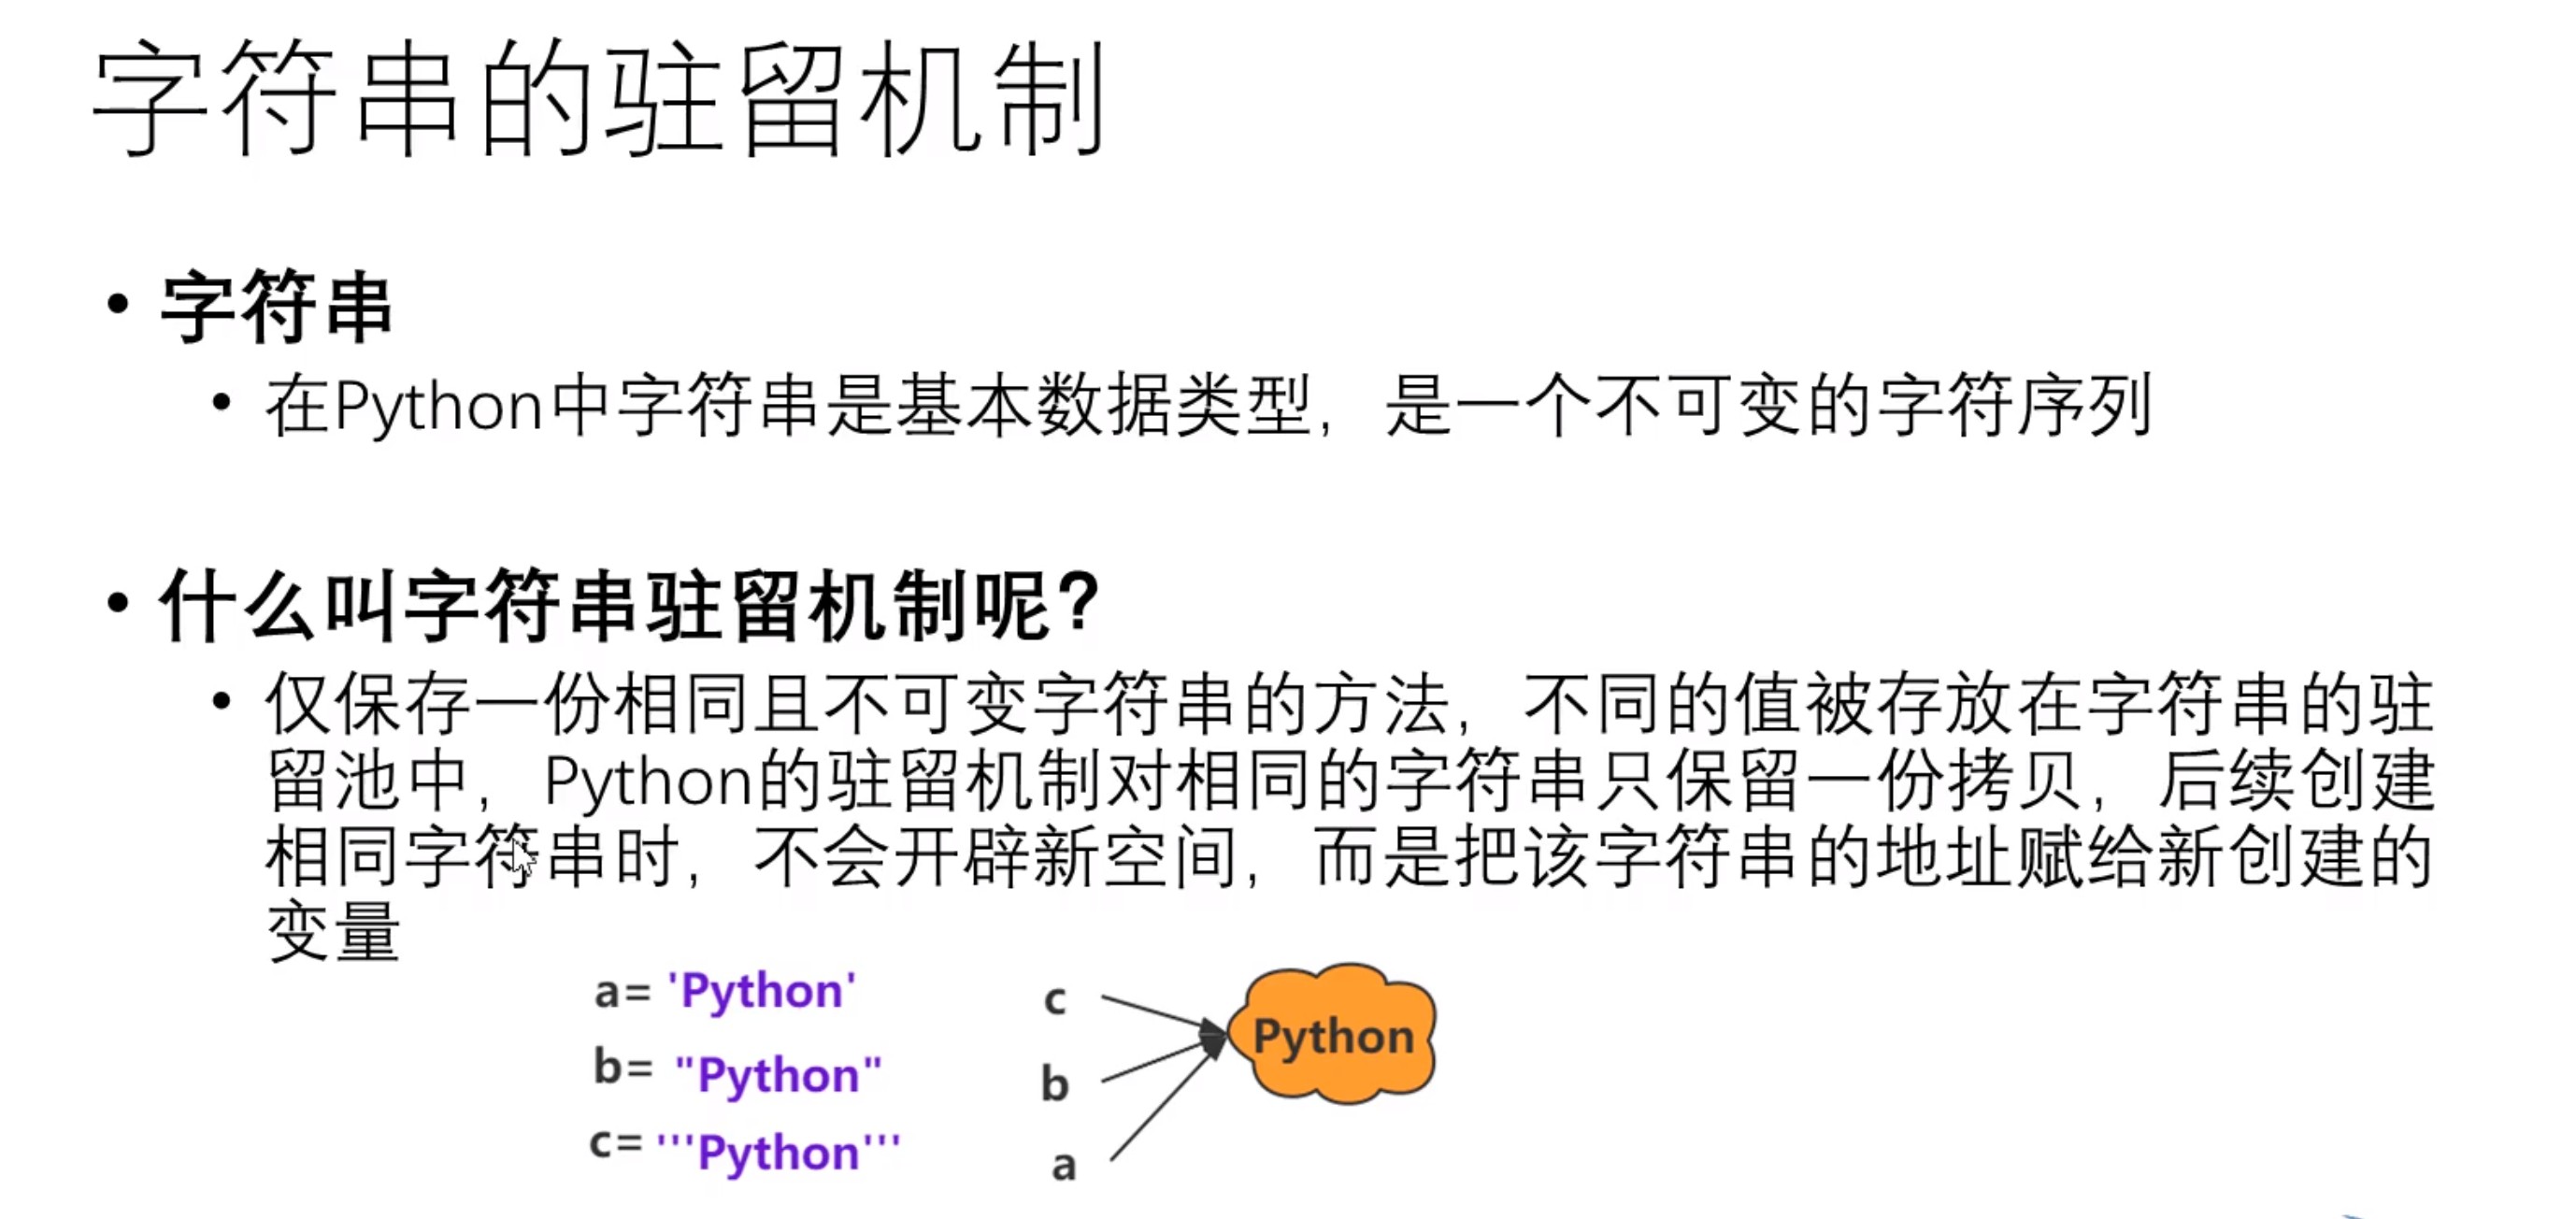 字符串的驻留机制
• 字符串
• 在Python中字符串是基本数据类型，是一个不可变的字符序列
• 什么叫字符串驻留机制呢？
• 仅保存一份相同且不可变字符串的方法，不同的值被存放在字符串的驻
留池中，Python的驻留机制对相同的字符串只保留一份拷贝，后续创建
相同字符串时，不会开辟新空间，而是把该字符串的地址赋给新创建的
变量
a= 'Python'
b= "Python"
c= '''Python'''
c
b
a
Python